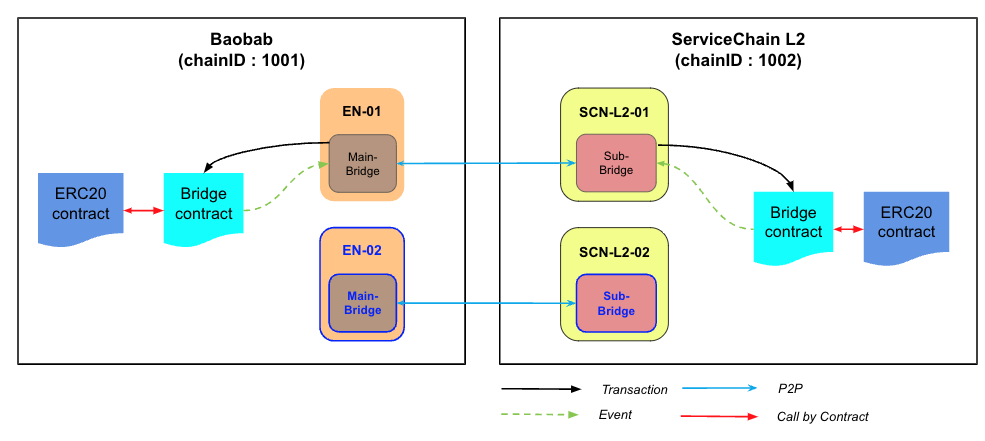 Baobab
(chainID : 1001)
EN-01
Main-
Bridge
ERC20
contract
Bridge
contract
EN-02
Main-
Bridge
ServiceChain L2
(chainID : 1002)
SCN-L2-01
Sub-
Bridge
Bridge
contract
ERC20
contract
SCN-L2-02
Sub-
Bridge
Transaction
P2P
Event
Call by Contract